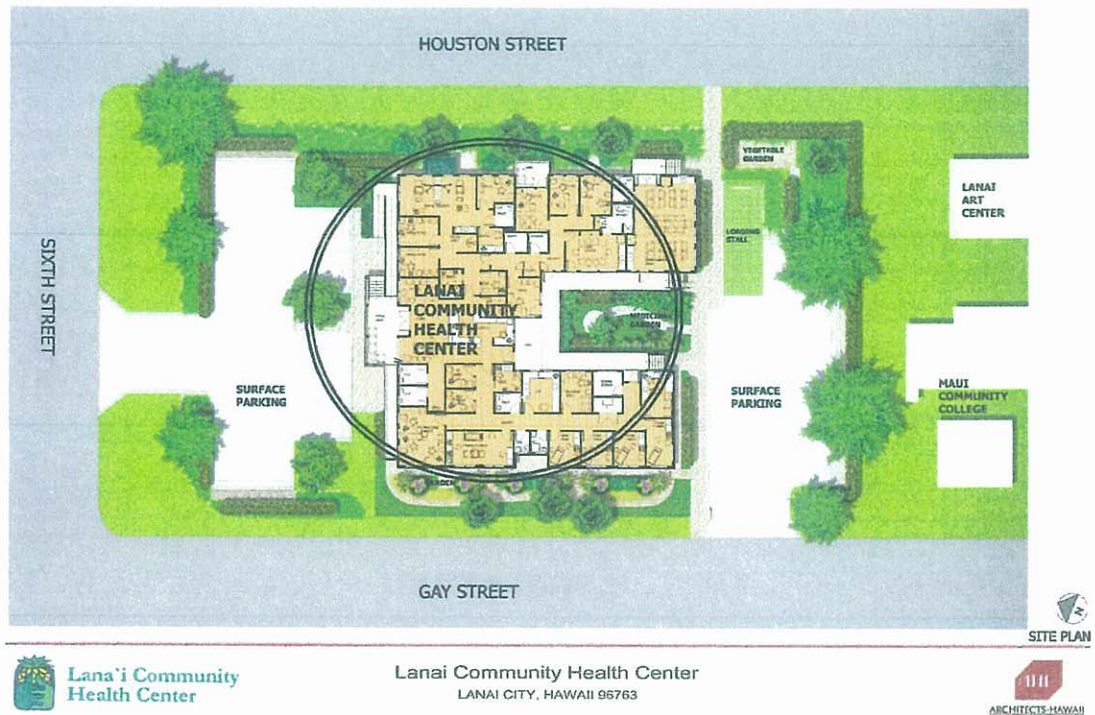 HOUSTON STREET
VEGETABLE
GARDEN
LANAI
ART
CENTER
LOADING
STALL
SIXTH STREET
LANAI
COMMUNITY
HEALTH
CENTER
MEDICINE
GARDEN
SURFACE
PARKING
SURFACE
PARKING
MAUI
COMMUNITY
COLLEGE
GARDEN
GAY STREET
N
SITE PLAN
Lana`i Community
Health Center
Lanai Community Health Center
LANAI CITY, HAWAII 96763
ARCHITECTS-HAWAII